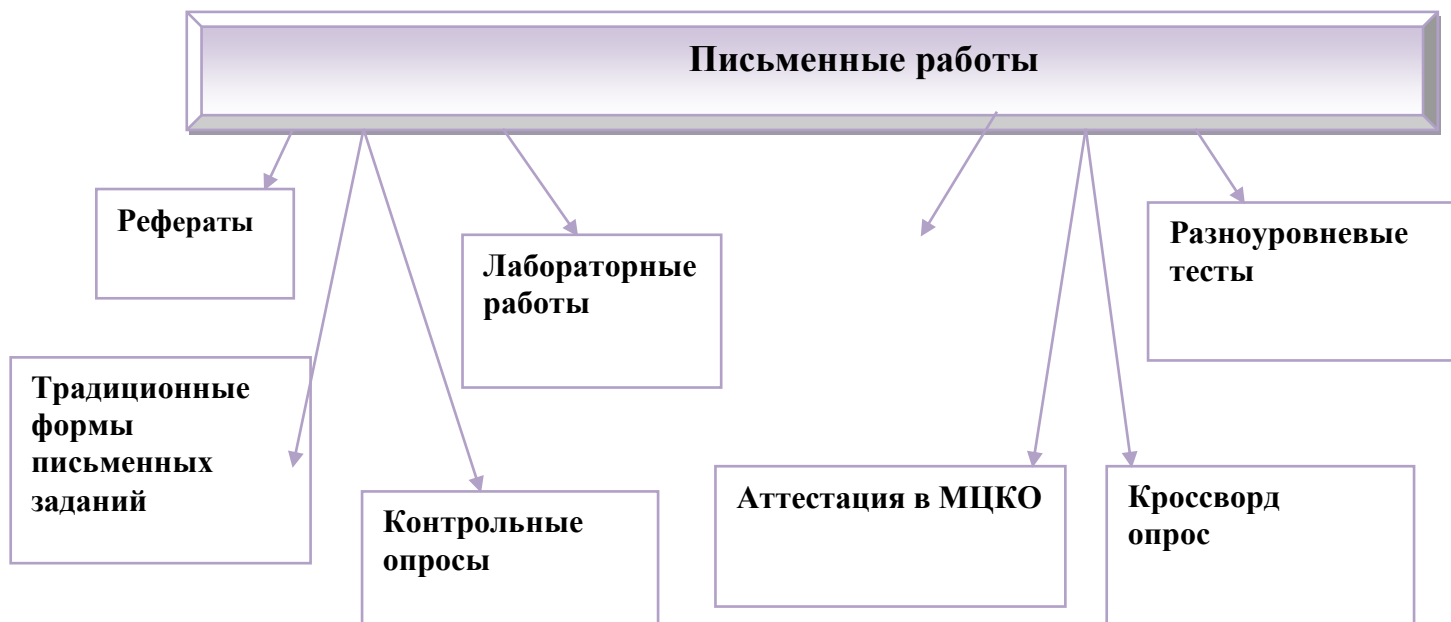 Письменные работы
Рефераты
Лабораторные
работы
Разноуровневые
тесты
Традиционные
формы
письменных
заданий
Контрольные
опросы
Аттестация в МЦКО
Кроссворд
опрос